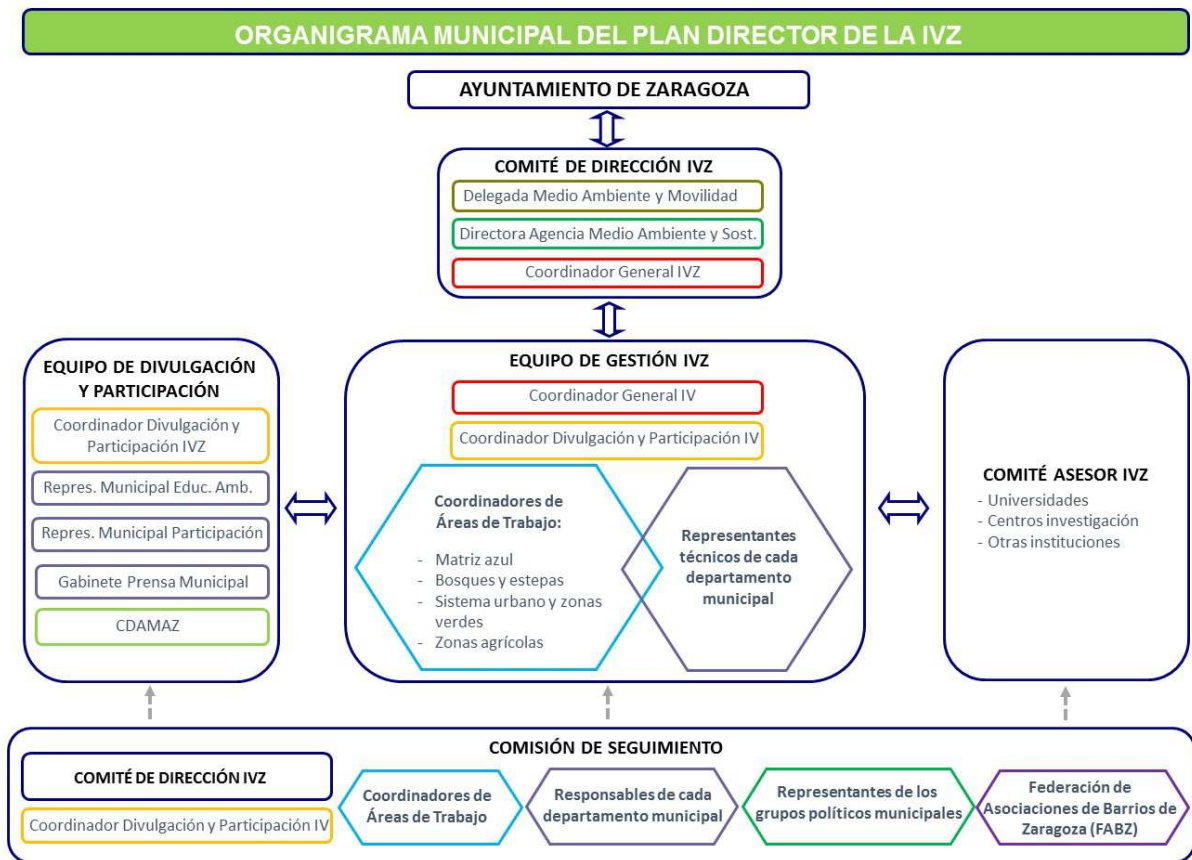 ORGANIGRAMA MUNICIPAL DEL PLAN DIRECTOR DE LA IVZ
AYUNTAMIENTO DE ZARAGOZA
COMITÉ DE DIRECCIÓN IVZ
Delegada Medio Ambiente y Movilidad
Directora Agencia Medio Ambiente y Sost.
Coordinador General IVZ
EQUIPO DE DIVULGACIÓN
Y PARTICIPACIÓN
Coordinador Divulgación y
Participación IVZ
Repres. Municipal Educ. Amb.
Repres. Municipal Participación
Gabinete Prensa Municipal
CDAMAZ
EQUIPO DE GESTIÓN IVZ
Coordinador General IV
Coordinador Divulgación y Participación IV
Coordinadores de
Áreas de Trabajo:
- Matriz azul
- Bosques y estepas
- Sistema urbano y zonas
verdes
- Zonas agrícolas
Representantes
técnicos de cada
departamento
municipal
COMITÉ ASESOR IVZ
- Universidades
- Centros investigación
- Otras instituciones
COMISIÓN DE SEGUIMIENTO
COMITÉ DE DIRECCIÓN IVZ
Coordinador Divulgación y Participación IV
Coordinadores de
Áreas de Trabajo
Responsables de cada
departamento municipal
Representantes de los
grupos políticos municipales
Federación de
Asociaciones de Barrios de
Zaragoza (FABZ)